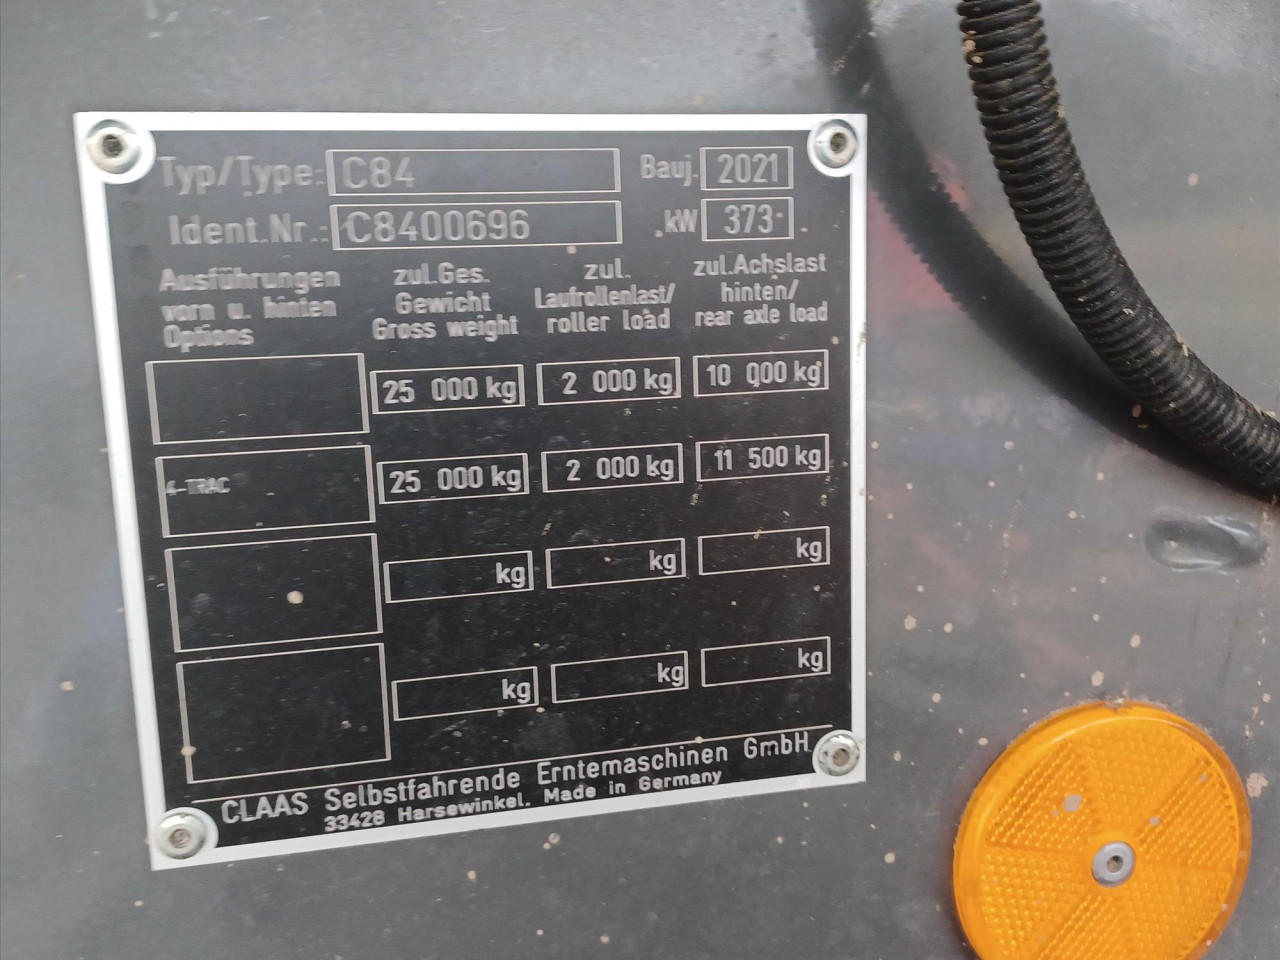 Typ/Type: C84 Bauj. 2021
Ident.Nr.: C8400696 kW 373
Ausführungen vorn u. hinten Options
zul.Ges. Gewicht Gross weight
zul. Laufrollenlast/ roller load
zul.Achslast hinten/ rear axle load
25 000 kg 2 000 kg 10 000 kg
4-TRAC 25 000 kg 2 000 kg 11 500 kg
kg kg kg
kg kg kg
CLAAS Selbstfahrende Erntemaschinen GmbH
33428 Harsewinkel. Made in Germany